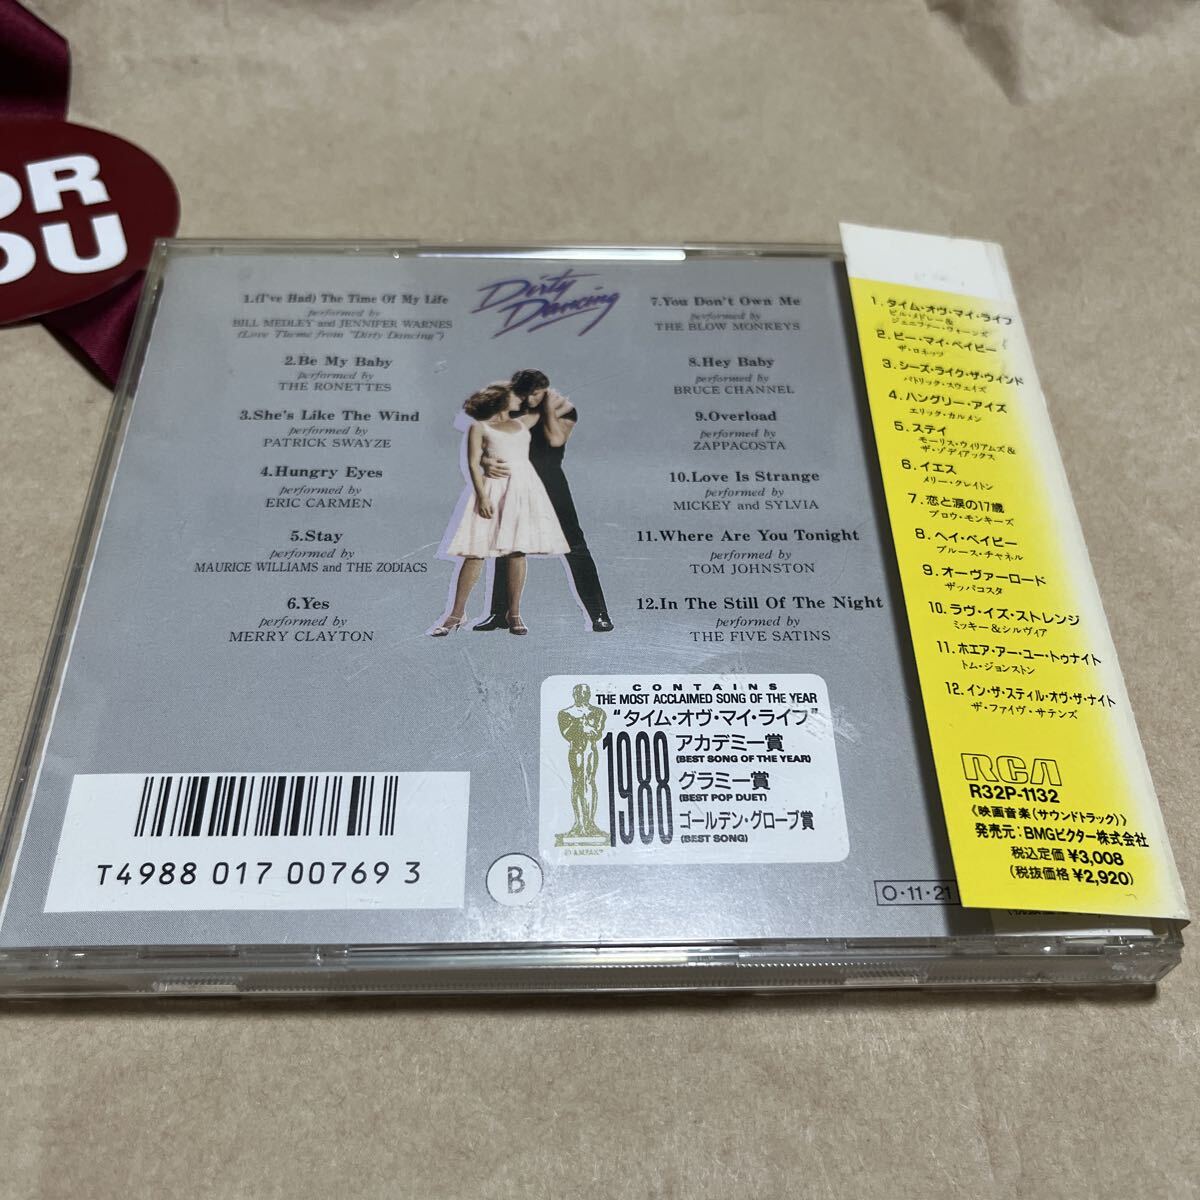 OR
OU
Dirty
Dancing
1.(I've Had) The Time Of My Life
performed by
BILL MEDLEY and JENNIFER WARNES
(Love Theme from "Dirty Dancing")
2.Be My Baby
performed by
THE RONETTES
3.She's Like The Wind
performed by
PATRICK SWAYZE
4.Hungry Eyes
performed by
ERIC CARMEN
5.Stay
performed by
MAURICE WILLIAMS and THE ZODIACS
6.Yes
performed by
MERRY CLAYTON
7.You Don't Own Me
performed by
THE BLOW MONKEYS
8.Hey Baby
performed by
BRUCE CHANNEL
9.Overload
performed by
ZAPPACOSTA
10.Love Is Strange
performed by
MICKEY and SYLVIA
11.Where Are You Tonight
performed by
TOM JOHNSTON
12.In The Still Of The Night
performed by
THE FIVE SATINS
CONTAINS
THE MOST ACCLAIMED SONG OF THE YEAR
"タイム・オヴ・マイ・ライフ"
1988
アカデミー賞
(BEST SONG OF THE YEAR)
グラミー賞
(BEST POP DUET)
ゴールデン・グローブ賞
(BEST SONG)
©A.M.P.A.S.®
T4988 017 00769 3
B
O・11・21
1.タイム・オヴ・マイ・ライフ
ビル・メドレー&
ジェニファー・ウォーンズ
2.ビー・マイ・ベイビー
ザ・ロネッツ
3.シーズ・ライク・ザ・ウィンド
パトリック・スウェイズ
4.ハングリー・アイズ
エリック・カルメン
5.ステイ
モーリス・ウィリアムズ&
ザ・ゾディアックス
6.イエス
メリー・クレイトン
7.恋と涙の17歳
ブロウ・モンキーズ
8.ヘイ・ベイビー
ブルース・チャネル
9.オーヴァーロード
ザッパコスタ
10.ラヴ・イズ・ストレンジ
ミッキー&シルヴィア
11.ホエア・アー・ユー・トゥナイト
トム・ジョンストン
12.イン・ザ・スティル・オヴ・ザ・ナイト
ザ・ファイヴ・サテンズ
RCA
R32P-1132
《映画音楽(サウンドトラック)》
発売元:BMGビクター株式会社
税込定価¥3,008
(税抜価格¥2,920)